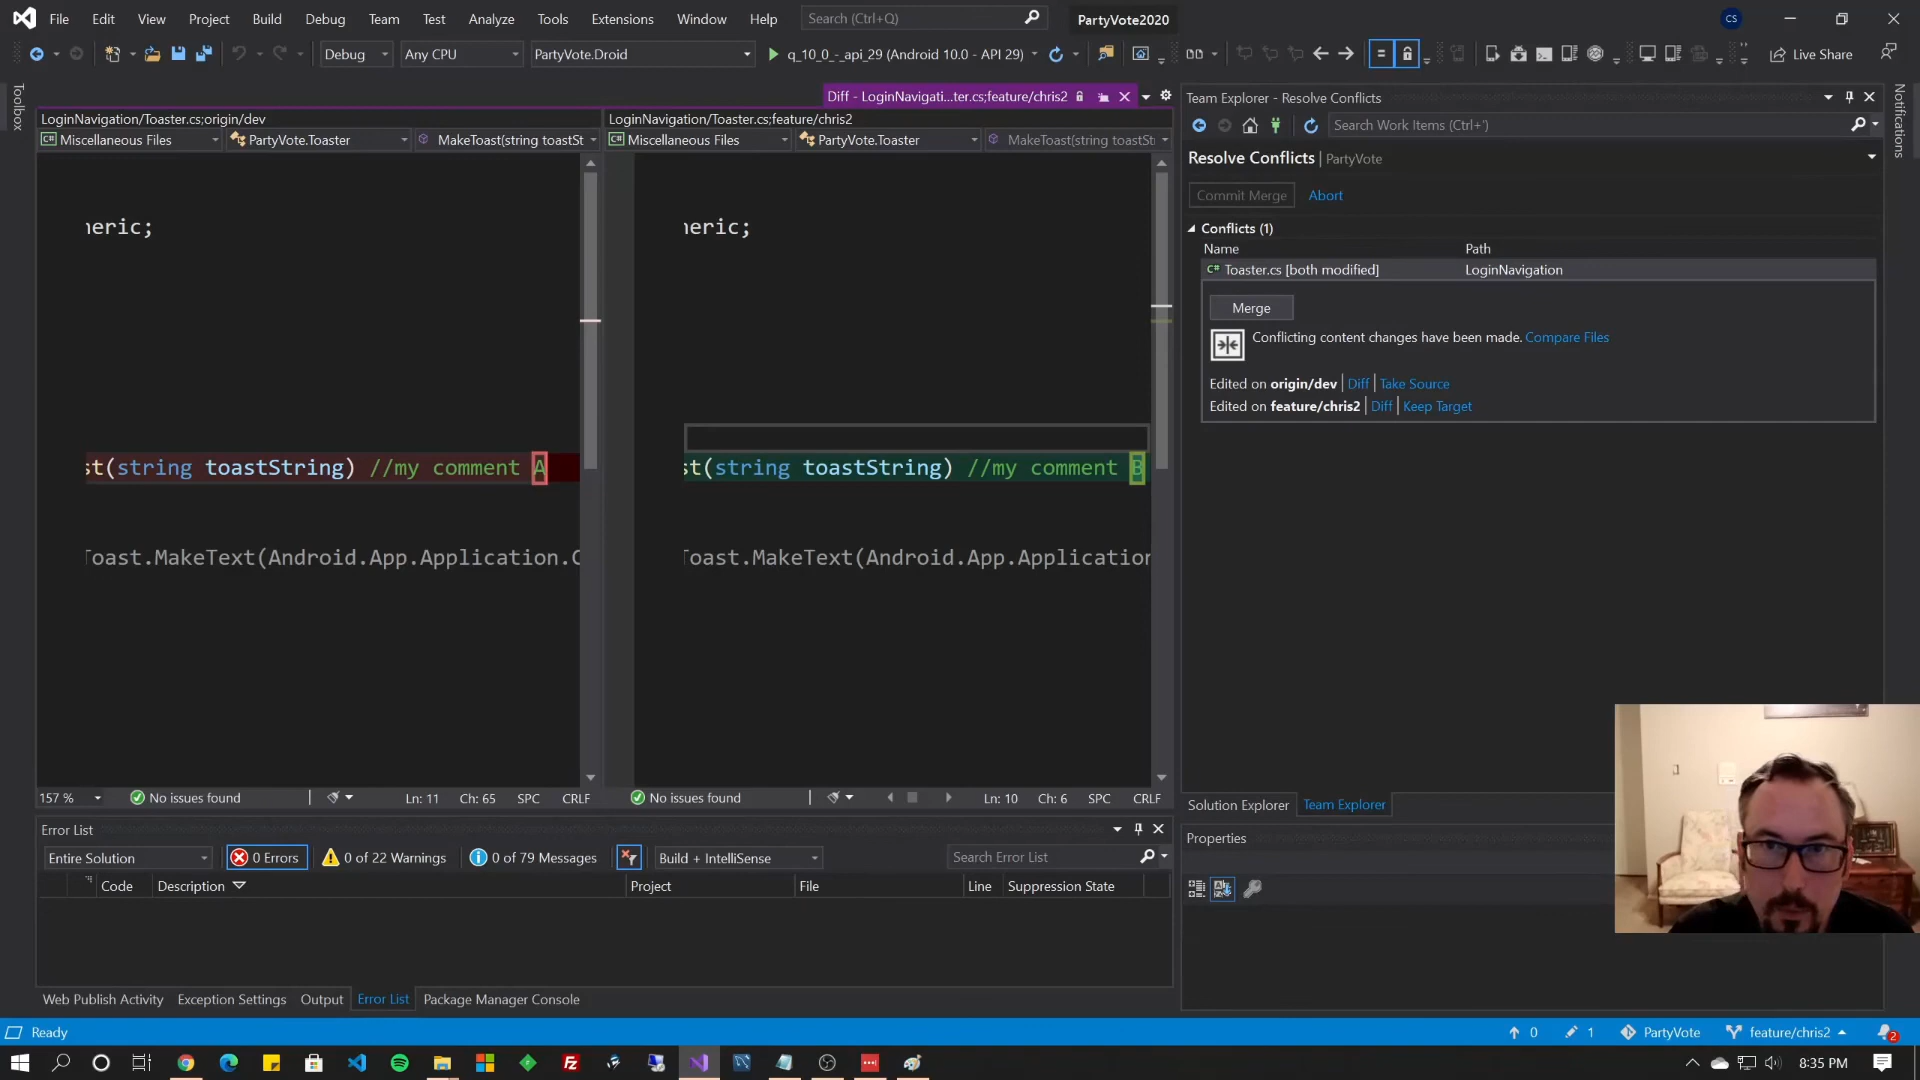 File Edit View Project Build Debug Team Test Analyze Tools Extensions Window Help Search (Ctrl+Q) PartyVote2020 CS
Debug Any CPU PartyVote.Droid q_10_0_-_api_29 (Android 10.0 - API 29) Live Share
Toolbox
Diff - LoginNavigati...ter.cs;feature/chris2
LoginNavigation/Toaster.cs;origin/dev
LoginNavigation/Toaster.cs;feature/chris2
Miscellaneous Files PartyVote.Toaster MakeToast(string toastSt
Miscellaneous Files PartyVote.Toaster MakeToast(string toastSt
neric;
neric;
st(string toastString) //my comment A
st(string toastString) //my comment B
Toast.MakeText(Android.App.Application.C
Toast.MakeText(Android.App.Application
157 % No issues found Ln: 11 Ch: 65 SPC CRLF
No issues found Ln: 10 Ch: 6 SPC CRLF
Team Explorer - Resolve Conflicts
Search Work Items (Ctrl+')
Resolve Conflicts | PartyVote
Commit Merge Abort
Conflicts (1)
Name Path
C# Toaster.cs [both modified] LoginNavigation
Merge
Conflicting content changes have been made. Compare Files
Edited on origin/dev | Diff | Take Source
Edited on feature/chris2 | Diff | Keep Target
Notifications
Solution Explorer Team Explorer
Properties
Error List
Entire Solution 0 Errors 0 of 22 Warnings 0 of 79 Messages Build + IntelliSense Search Error List
Code Description Project File Line Suppression State
Web Publish Activity Exception Settings Output Error List Package Manager Console
Ready 0 1 PartyVote feature/chris2 2
8:35 PM